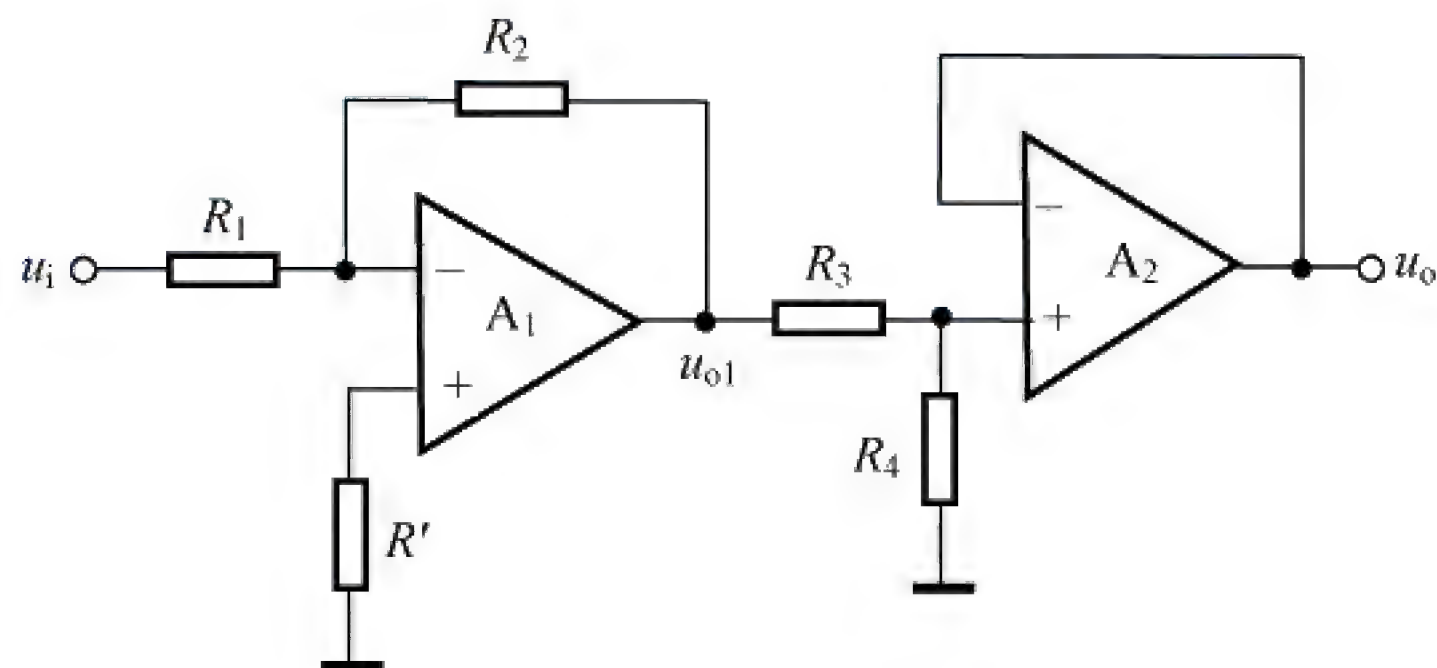 R₂
R₁
uᵢ
−
A₁
+
R′
uₒ₁
R₃
R₄
−
A₂
+
uₒ